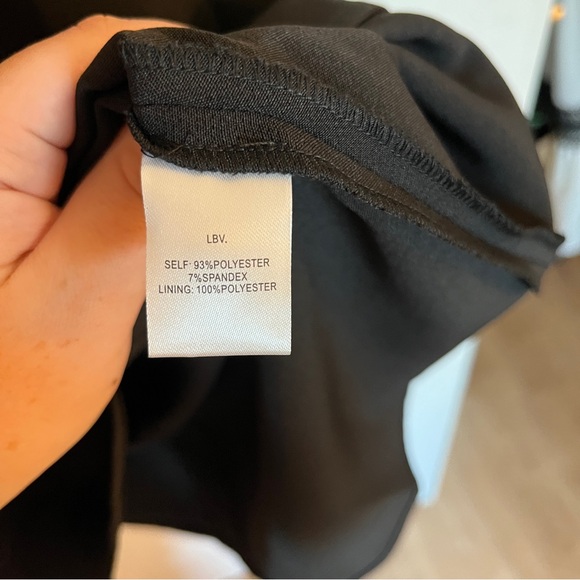 LBV.
SELF: 93%POLYESTER
7%SPANDEX
LINING: 100%POLYESTER